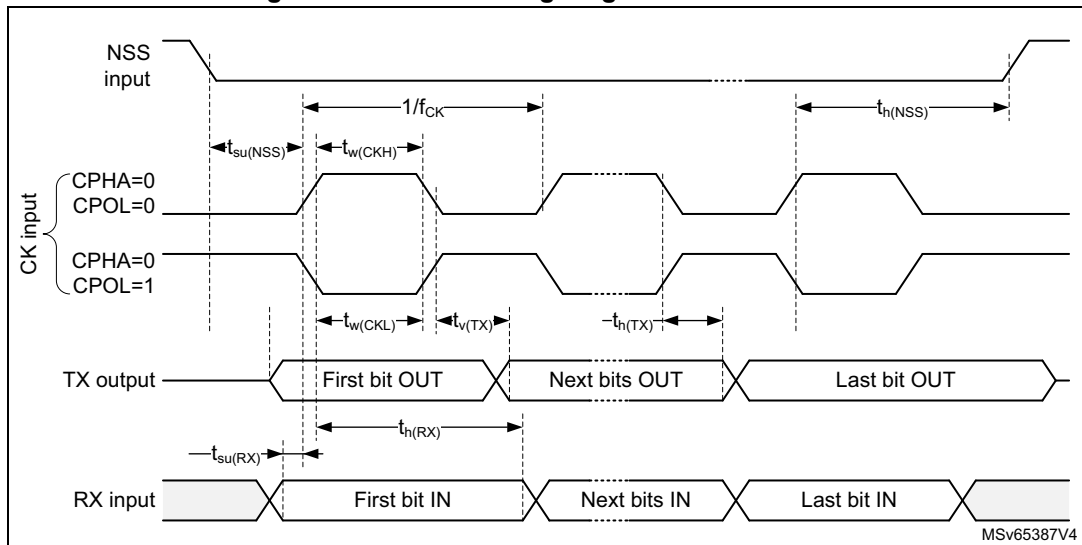 NSS
input
1/fCK
th(NSS)
tsu(NSS)
tw(CKH)
CK input
CPHA=0
CPOL=0
CPHA=0
CPOL=1
tw(CKL)
tv(TX)
th(TX)
TX output
First bit OUT
Next bits OUT
Last bit OUT
th(RX)
tsu(RX)
RX input
First bit IN
Next bits IN
Last bit IN
MSv65387V4